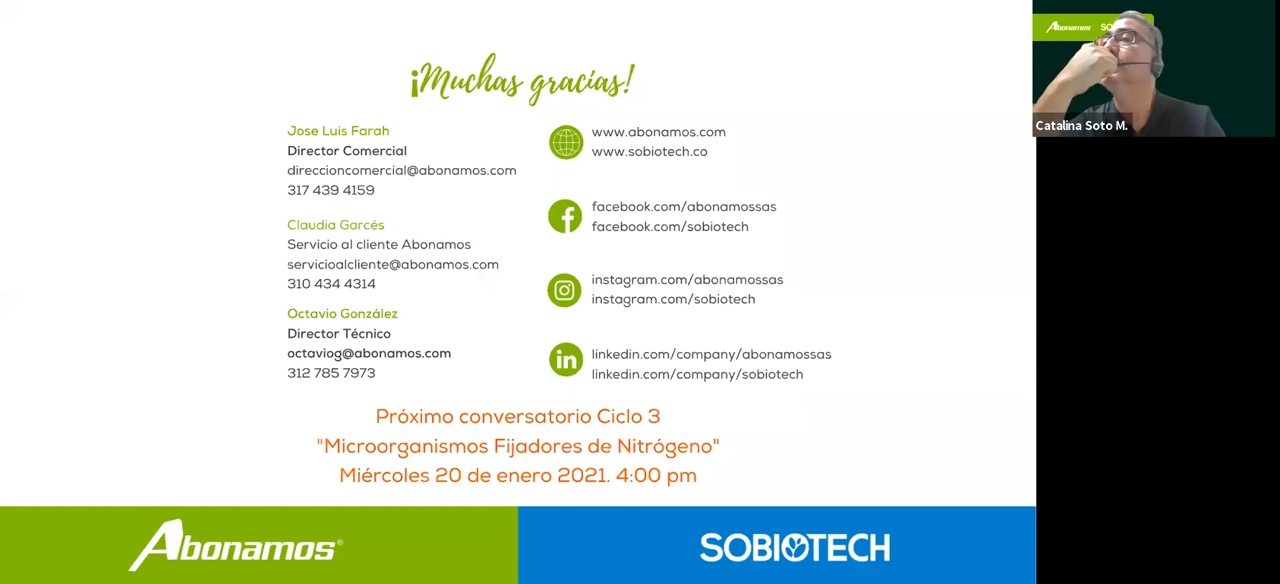 ¡Muchas gracias!
Jose Luis Farah
Director Comercial
direccioncomercial@abonamos.com
317 439 4159
Claudia Garcés
Servicio al cliente Abonamos
servicioalcliente@abonamos.com
310 434 4314
Octavio González
Director Técnico
octaviog@abonamos.com
312 785 7973
www.abonamos.com
www.sobiotech.co
facebook.com/abonamossas
facebook.com/sobiotech
instagram.com/abonamossas
instagram.com/sobiotech
linkedin.com/company/abonamossas
linkedin.com/company/sobiotech
Próximo conversatorio Ciclo 3
"Microorganismos Fijadores de Nitrógeno"
Miércoles 20 de enero 2021. 4:00 pm
Abonamos®
SOBIOTECH
Abonamos
Catalina Soto M.